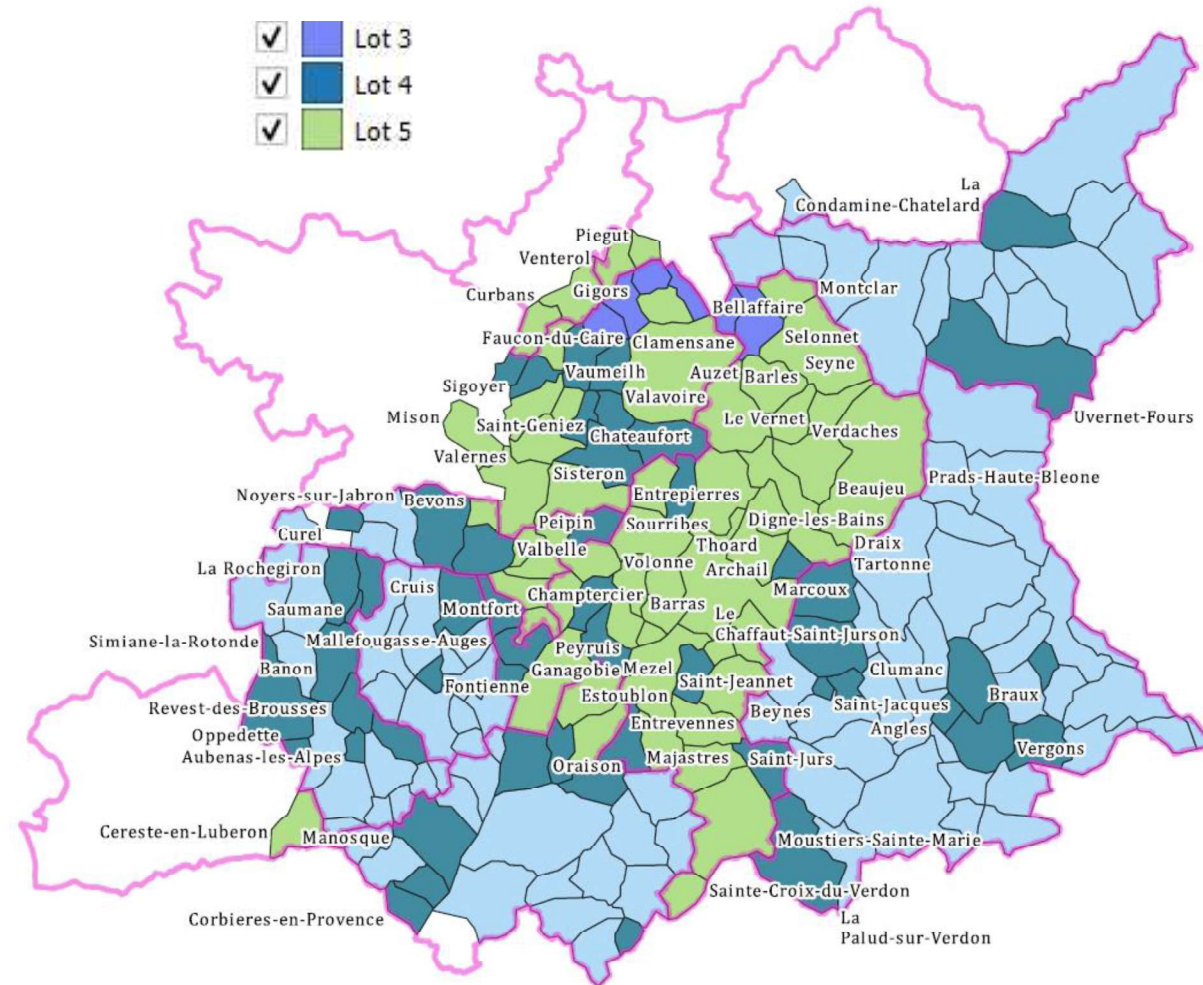 Lot 3
Lot 4
Lot 5
La
Condamine-Chatelard
Piegut
Venterol
Curbans
Gigors
Bellaffaire
Montclar
Faucon-du-Caire
Clamensane
Selonnet
Vaumeilh
Auzet
Barles
Seyne
Sigoyer
Valavoire
Mison
Saint-Geniez
Le Vernet
Uvernet-Fours
Chateaufort
Verdaches
Valernes
Sisteron
Prads-Haute-Bleone
Noyers-sur-Jabron
Bevons
Entrepierres
Beaujeu
Curel
Peipin
Sourribes
Digne-les-Bains
Valbelle
Thoard
Draix
La Rochegiron
Volonne
Archail
Tartonne
Cruis
Champtercier
Marcoux
Saumane
Montfort
Barras
Le
Chaffaut-Saint-Jurson
Simiane-la-Rotonde
Mallefougasse-Auges
Peyruis
Banon
Ganagobie
Mezel
Clumanc
Fontienne
Saint-Jeannet
Braux
Revest-des-Brousses
Estoublon
Beynes
Saint-Jacques
Oppedette
Entrevennes
Angles
Vergons
Aubenas-les-Alpes
Oraison
Majastres
Saint-Jurs
Cereste-en-Luberon
Manosque
Moustiers-Sainte-Marie
Sainte-Croix-du-Verdon
Corbieres-en-Provence
La
Palud-sur-Verdon